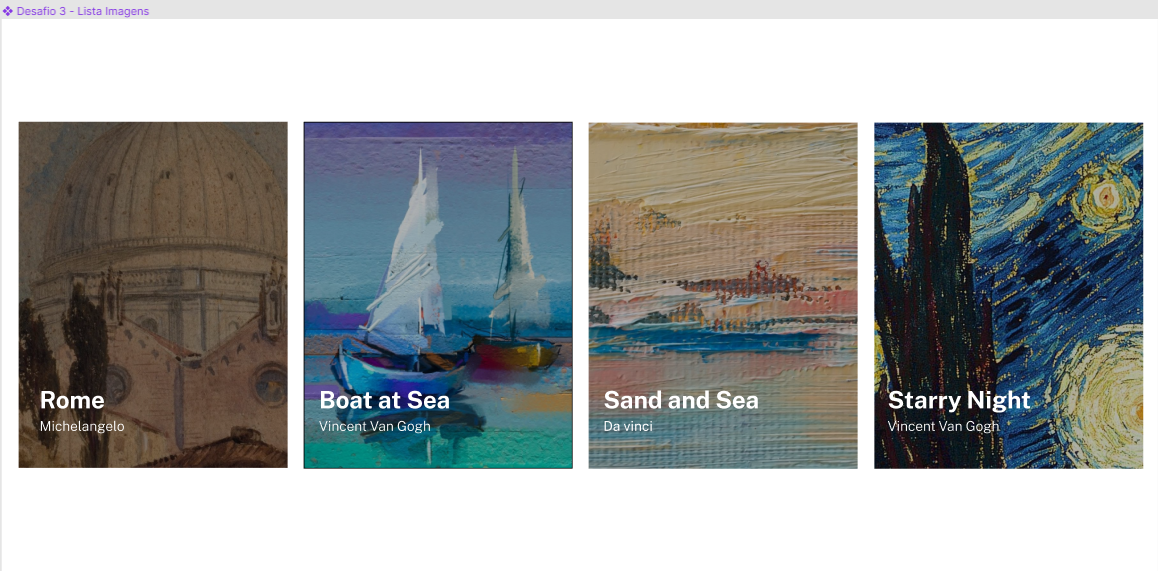 Desafio 3 - Lista Imagens
Rome
Michelangelo
Boat at Sea
Vincent Van Gogh
Sand and Sea
Da vinci
Starry Night
Vincent Van Gogh